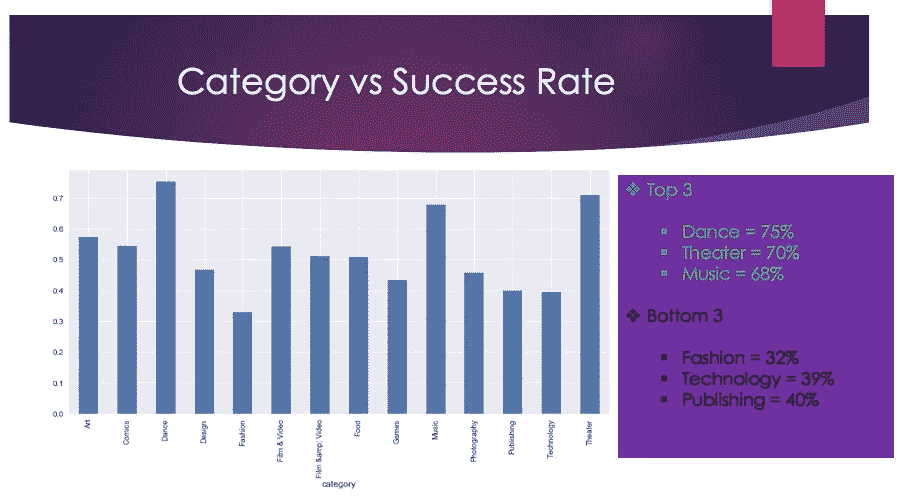 Category vs Success Rate
0.7
0.6
0.5
0.4
0.3
0.2
0.1
0.0
Art
Comics
Dance
Design
Fashion
Film & Video
Film &amp; Video
Food
Games
Music
Photography
Publishing
Technology
Theater
category
❖ Top 3
▪ Dance = 75%
▪ Theater = 70%
▪ Music = 68%
❖ Bottom 3
▪ Fashion = 32%
▪ Technology = 39%
▪ Publishing = 40%